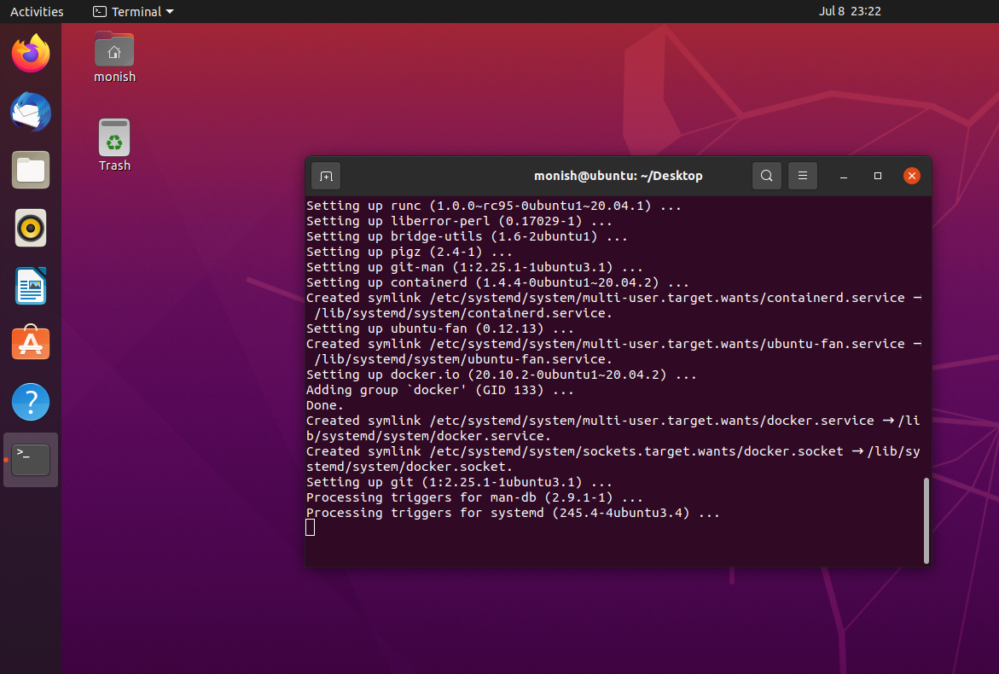 Activities
Terminal
Jul 8 23:22
monish
Trash
monish@ubuntu: ~/Desktop
Setting up runc (1.0.0~rc95-0ubuntu1~20.04.1) ...
Setting up liberror-perl (0.17029-1) ...
Setting up bridge-utils (1.6-2ubuntu1) ...
Setting up pigz (2.4-1) ...
Setting up git-man (1:2.25.1-1ubuntu3.1) ...
Setting up containerd (1.4.4-0ubuntu1~20.04.2) ...
Created symlink /etc/systemd/system/multi-user.target.wants/containerd.service →
 /lib/systemd/system/containerd.service.
Setting up ubuntu-fan (0.12.13) ...
Created symlink /etc/systemd/system/multi-user.target.wants/ubuntu-fan.service →
 /lib/systemd/system/ubuntu-fan.service.
Setting up docker.io (20.10.2-0ubuntu1~20.04.2) ...
Adding group `docker' (GID 133) ...
Done.
Created symlink /etc/systemd/system/multi-user.target.wants/docker.service → /li
b/systemd/system/docker.service.
Created symlink /etc/systemd/system/sockets.target.wants/docker.socket → /lib/sy
stemd/system/docker.socket.
Setting up git (1:2.25.1-1ubuntu3.1) ...
Processing triggers for man-db (2.9.1-1) ...
Processing triggers for systemd (245.4-4ubuntu3.4) ...